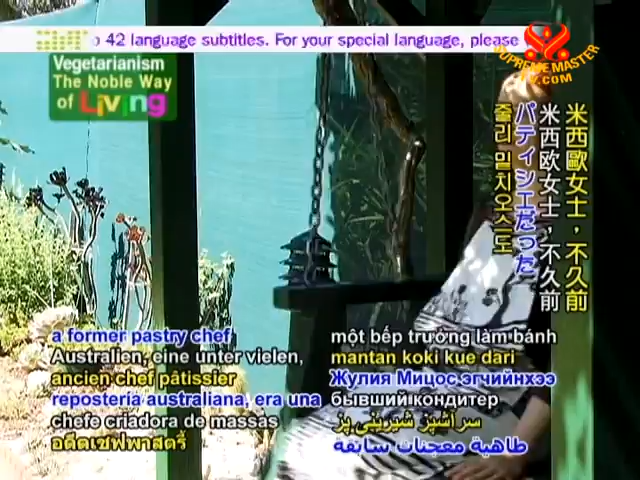 42 language subtitles. For your special language, please
SUPREME MASTER
TV.COM
Vegetarianism
The Noble Way
of Living
米西歐女士，不久前
米西欧女士，不久前
パティシエだった
줄리 밑치오스도
a former pastry chef
Australien, eine unter vielen,
ancien chef pâtissier
repostería australiana, era una
chefe criadora de massas
อดีตเชฟพาสตรี้
một bếp trưởng làm bánh
mantan koki kue dari
Жулия Мицос эгчийнхээ
бывший кондитер
سرآشپز شیرینی پز
طاهية معجنات سابقة